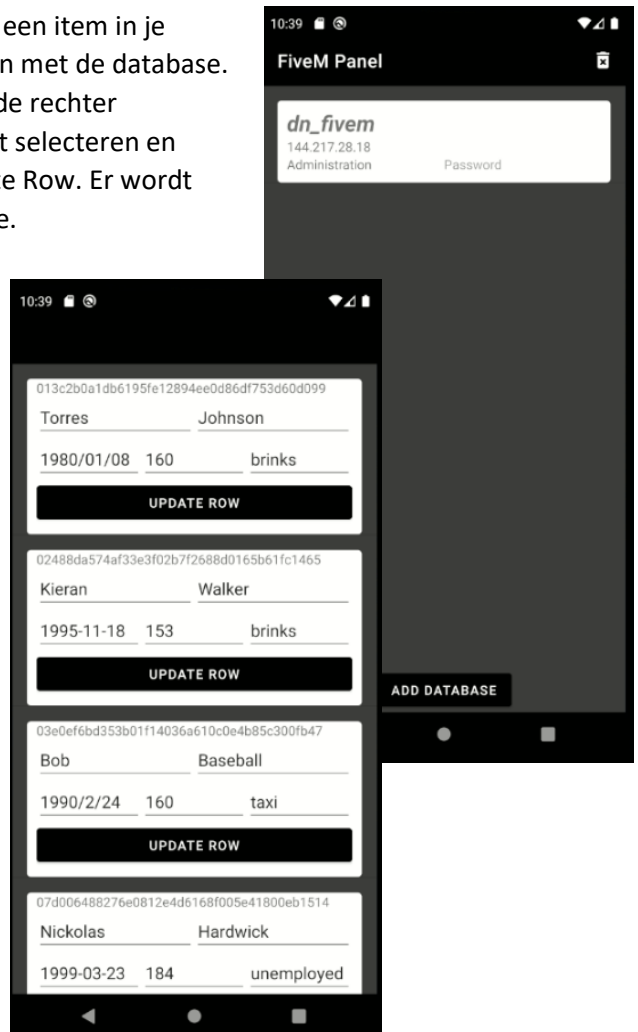 een item in je
n met de database.
de rechter
t selecteren en
te Row. Er wordt
e.
10:39
FiveM Panel
dn_fivem
144.217.28.18
Administration Password
ADD DATABASE
10:39
013c2b0a1db6195fe12894ee0d86df753d60d099
Torres Johnson
1980/01/08 160 brinks
UPDATE ROW
02488da574af33e3f02b7f2688d0165b61fc1465
Kieran Walker
1995-11-18 153 brinks
UPDATE ROW
03e0ef6bd353b01f14036a610c0e4b85c300fb47
Bob Baseball
1990/2/24 160 taxi
UPDATE ROW
07d006488276e0812e4d6168f005e41800eb1514
Nickolas Hardwick
1999-03-23 184 unemployed